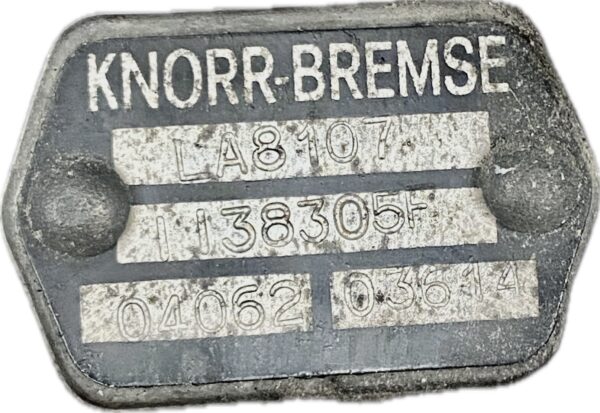 KNORR-BREMSE
LA8107
II38305F
04062 03614